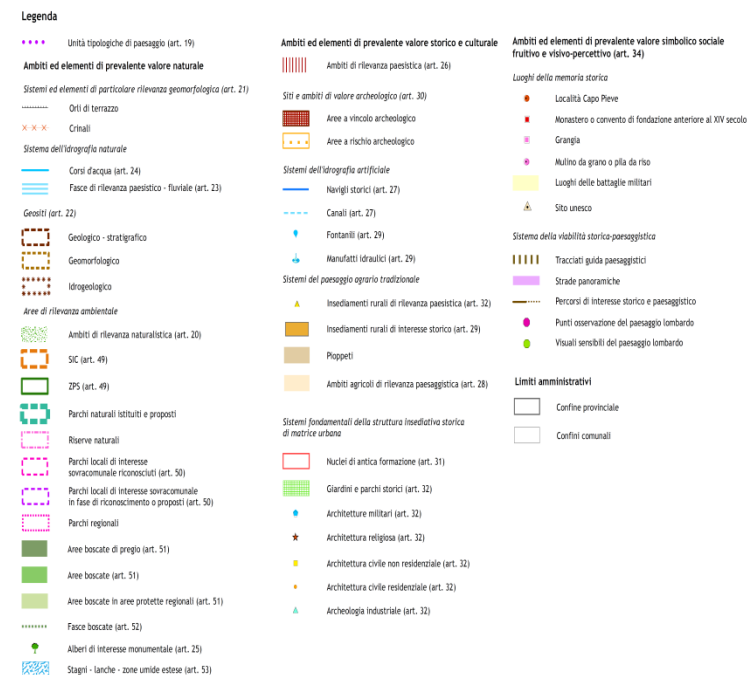 Legenda
Unità tipologiche di paesaggio (art. 19)
Ambiti ed elementi di prevalente valore naturale
Sistemi ed elementi di particolare rilevanza geomorfologica (art. 21)
Orli di terrazzo
Crinali
Sistema dell'idrografia naturale
Corsi d'acqua (art. 24)
Fasce di rilevanza paesistico - fluviale (art. 23)
Geositi (art. 22)
Geologico - stratigrafico
Geomorfologico
Idrogeologico
Aree di rilevanza ambientale
Ambiti di rilevanza naturalistica (art. 20)
SIC (art. 49)
ZPS (art. 49)
Parchi naturali istituiti e proposti
Riserve naturali
Parchi locali di interesse
sovracomunale riconosciuti (art. 50)
Parchi locali di interesse sovracomunale
in fase di riconoscimento o proposti (art. 50)
Parchi regionali
Aree boscate di pregio (art. 51)
Aree boscate (art. 51)
Aree boscate in aree protette regionali (art. 51)
Fasce boscate (art. 52)
Alberi di interesse monumentale (art. 25)
Stagni - lanche - zone umide estese (art. 53)
Ambiti ed elementi di prevalente valore storico e culturale
Ambiti di rilevanza paesistica (art. 26)
Siti e ambiti di valore archeologico (art. 30)
Aree a vincolo archeologico
Aree a rischio archeologico
Sistemi dell'idrografia artificiale
Navigli storici (art. 27)
Canali (art. 27)
Fontanili (art. 29)
Manufatti idraulici (art. 29)
Sistemi del paesaggio agrario tradizionale
Insediamenti rurali di rilevanza paesistica (art. 32)
Insediamenti rurali di interesse storico (art. 29)
Pioppeti
Ambiti agricoli di rilevanza paesaggistica (art. 28)
Sistemi fondamentali della struttura insediativa storica
di matrice urbana
Nuclei di antica formazione (art. 31)
Giardini e parchi storici (art. 32)
Architetture militari (art. 32)
Architettura religiosa (art. 32)
Architettura civile non residenziale (art. 32)
Architettura civile residenziale (art. 32)
Archeologia industriale (art. 32)
Ambiti ed elementi di prevalente valore simbolico sociale
fruitivo e visivo-percettivo (art. 34)
Luoghi della memoria storica
Località Capo Pieve
Monastero o convento di fondazione anteriore al XIV secolo
Grangia
Mulino da grano o pila da riso
Luoghi delle battaglie militari
Sito unesco
Sistema della viabilità storica-paesaggistica
Tracciati guida paesaggistici
Strade panoramiche
Percorsi di interesse storico e paesaggistico
Punti osservazione del paesaggio lombardo
Visuali sensibili del paesaggio lombardo
Limiti amministrativi
Confine provinciale
Confini comunali